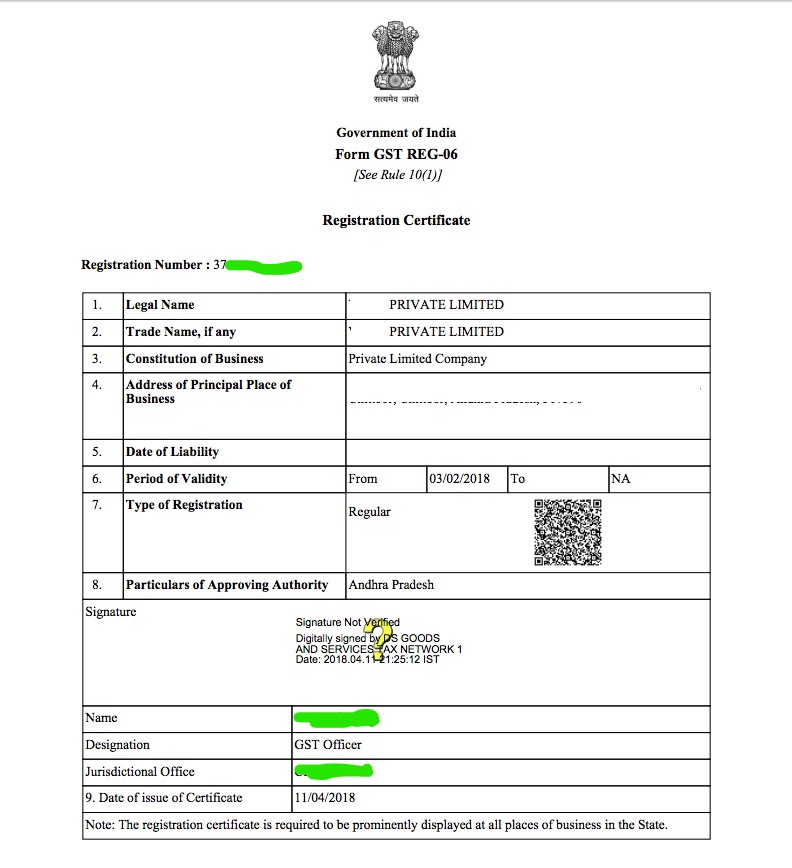 सत्यमेव जयते
Government of India
Form GST REG-06
[See Rule 10(1)]
Registration Certificate
Registration Number : 37
1. Legal Name PRIVATE LIMITED
2. Trade Name, if any PRIVATE LIMITED
3. Constitution of Business Private Limited Company
4. Address of Principal Place of
Business
5. Date of Liability
6. Period of Validity From 03/02/2018 To NA
7. Type of Registration Regular
8. Particulars of Approving Authority Andhra Pradesh
Signature
Signature Not Verified
Digitally signed by DS GOODS
AND SERVICES TAX NETWORK 1
Date: 2018.04.11 21:25:12 IST
Name
Designation GST Officer
Jurisdictional Office
9. Date of issue of Certificate 11/04/2018
Note: The registration certificate is required to be prominently displayed at all places of business in the State.